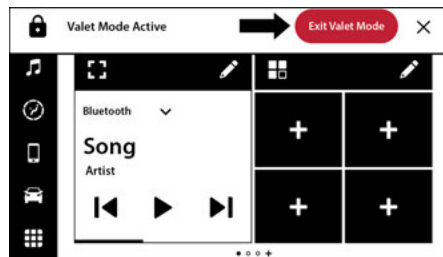 Valet Mode Active
Exit Valet Mode
Bluetooth
Song
Artist